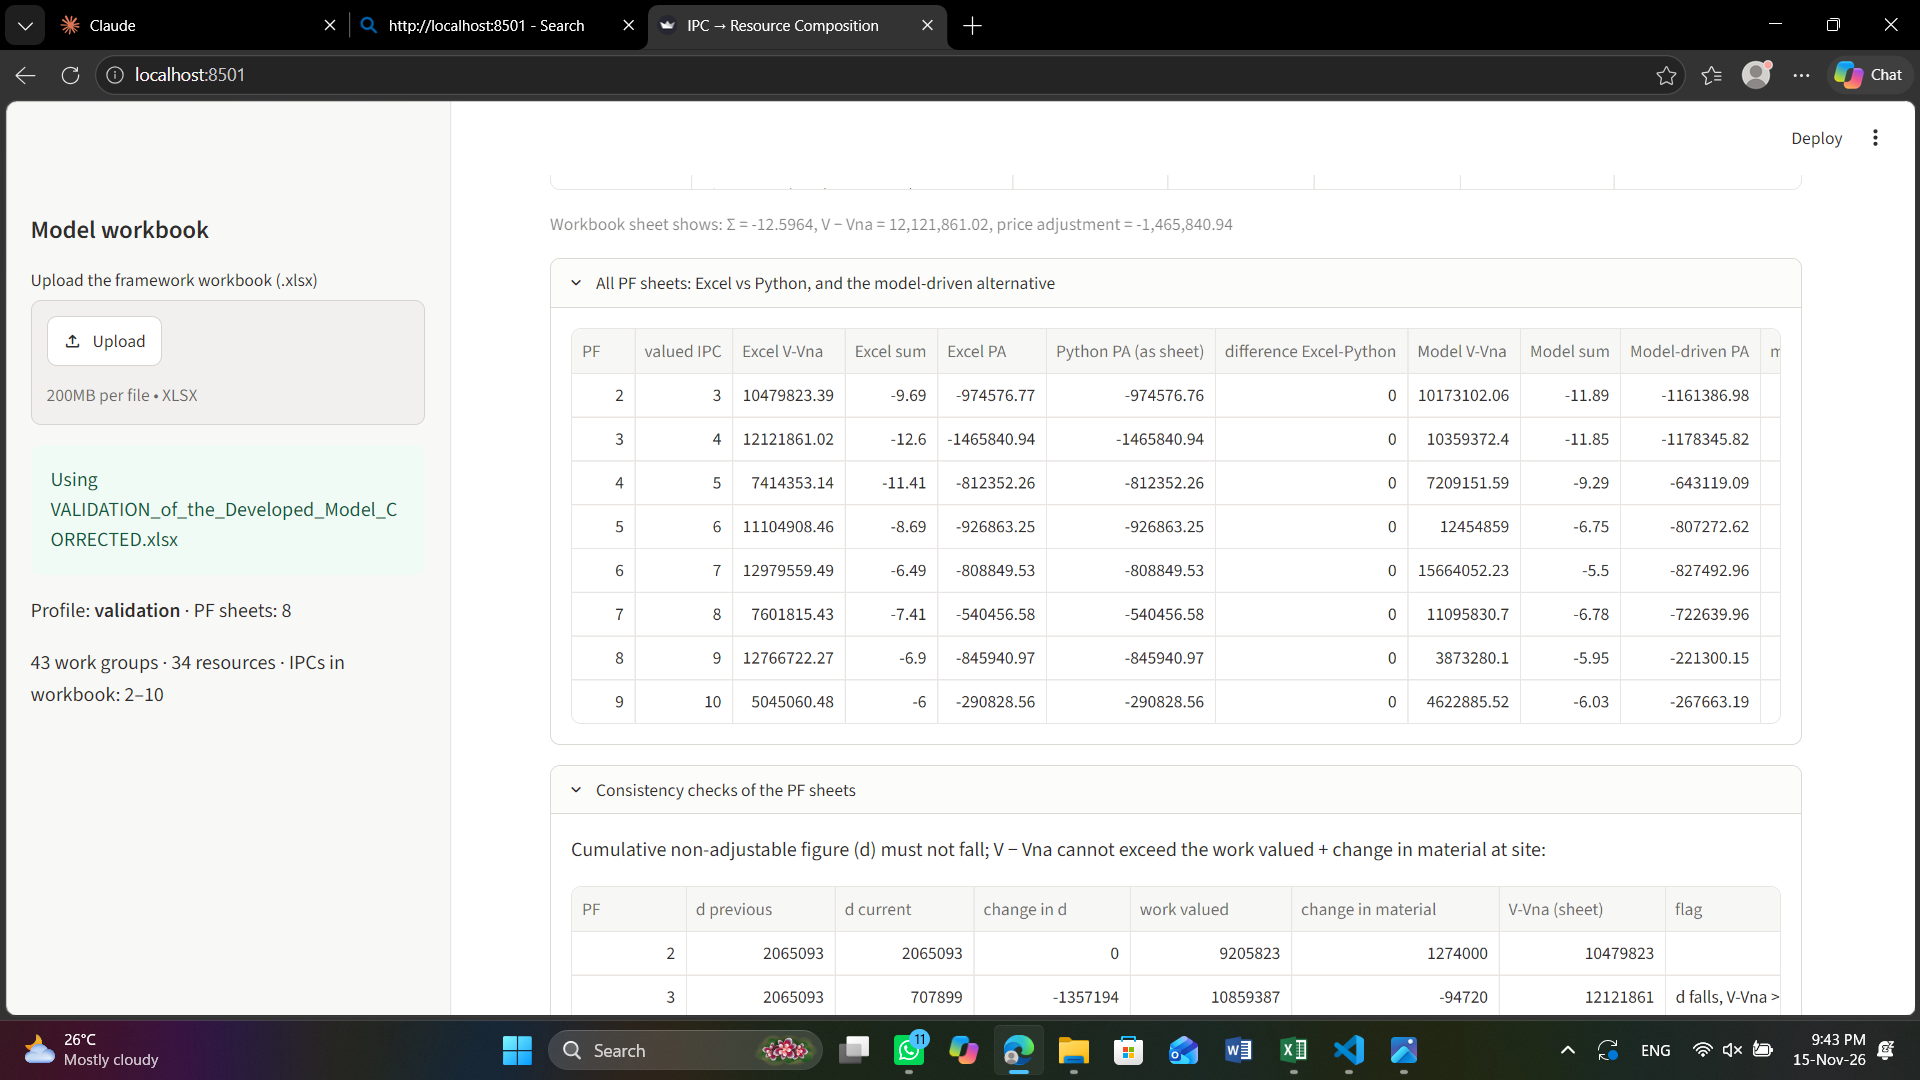 Claude
http://localhost:8501 - Search
IPC → Resource Composition
localhost:8501
Chat
Deploy
Model workbook
Upload the framework workbook (.xlsx)
Upload
200MB per file • XLSX
Using
VALIDATION_of_the_Developed_Model_C
ORRECTED.xlsx
Profile: validation · PF sheets: 8
43 work groups · 34 resources · IPCs in
workbook: 2–10
Workbook sheet shows: Σ = -12.5964, V − Vna = 12,121,861.02, price adjustment = -1,465,840.94
All PF sheets: Excel vs Python, and the model-driven alternative
PF valued IPC Excel V-Vna Excel sum Excel PA Python PA (as sheet) difference Excel-Python Model V-Vna Model sum Model-driven PA
2 3 10479823.39 -9.69 -974576.77 -974576.76 0 10173102.06 -11.89 -1161386.98
3 4 12121861.02 -12.6 -1465840.94 -1465840.94 0 10359372.4 -11.85 -1178345.82
4 5 7414353.14 -11.41 -812352.26 -812352.26 0 7209151.59 -9.29 -643119.09
5 6 11104908.46 -8.69 -926863.25 -926863.25 0 12454859 -6.75 -807272.62
6 7 12979559.49 -6.49 -808849.53 -808849.53 0 15664052.23 -5.5 -827492.96
7 8 7601815.43 -7.41 -540456.58 -540456.58 0 11095830.7 -6.78 -722639.96
8 9 12766722.27 -6.9 -845940.97 -845940.97 0 3873280.1 -5.95 -221300.15
9 10 5045060.48 -6 -290828.56 -290828.56 0 4622885.52 -6.03 -267663.19
Consistency checks of the PF sheets
Cumulative non-adjustable figure (d) must not fall; V − Vna cannot exceed the work valued + change in material at site:
PF d previous d current change in d work valued change in material V-Vna (sheet) flag
2 2065093 2065093 0 9205823 1274000 10479823
3 2065093 707899 -1357194 10859387 -94720 12121861 d falls, V-Vna >
26°C
Mostly cloudy
Search
11
ENG
9:43 PM
15-Nov-26